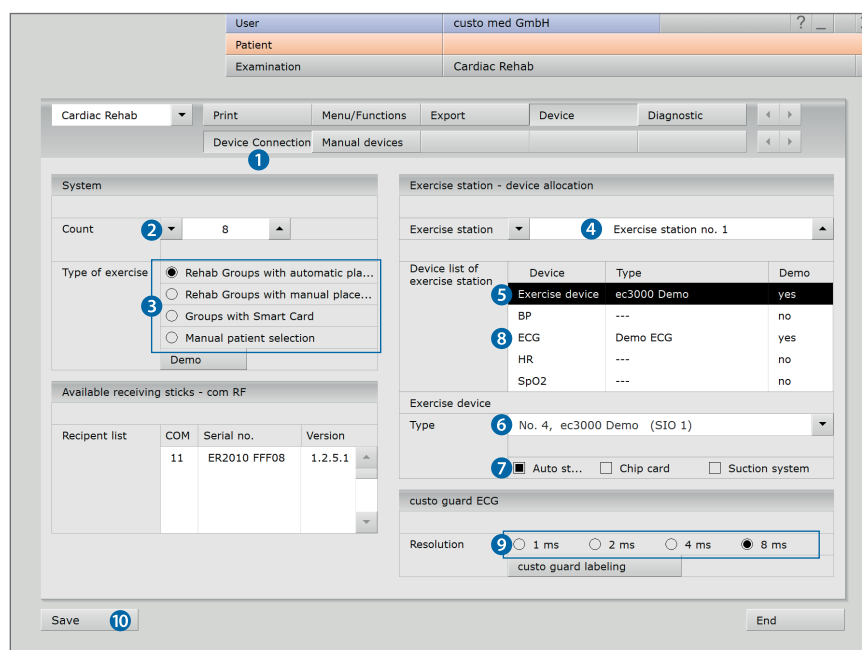 User custo med GmbH ? _
Patient
Examination Cardiac Rehab
Cardiac Rehab Print Menu/Functions Export Device Diagnostic
Device Connection Manual devices
1
System
Count 2 8
Type of exercise Rehab Groups with automatic pla...
Rehab Groups with manual place...
3
Groups with Smart Card
Manual patient selection
Demo
Available receiving sticks - com RF
Recipent list COM Serial no. Version
11 ER2010 FFF08 1.2.5.1
Exercise station - device allocation
Exercise station 4 Exercise station no. 1
Device list of
exercise station
Device Type Demo
5 Exercise device ec3000 Demo yes
BP --- no
8 ECG Demo ECG yes
HR --- no
SpO2 --- no
Exercise device
Type 6 No. 4, ec3000 Demo (SIO 1)
7 Auto st... Chip card Suction system
custo guard ECG
Resolution 9 1 ms 2 ms 4 ms 8 ms
custo guard labeling
Save 10 End